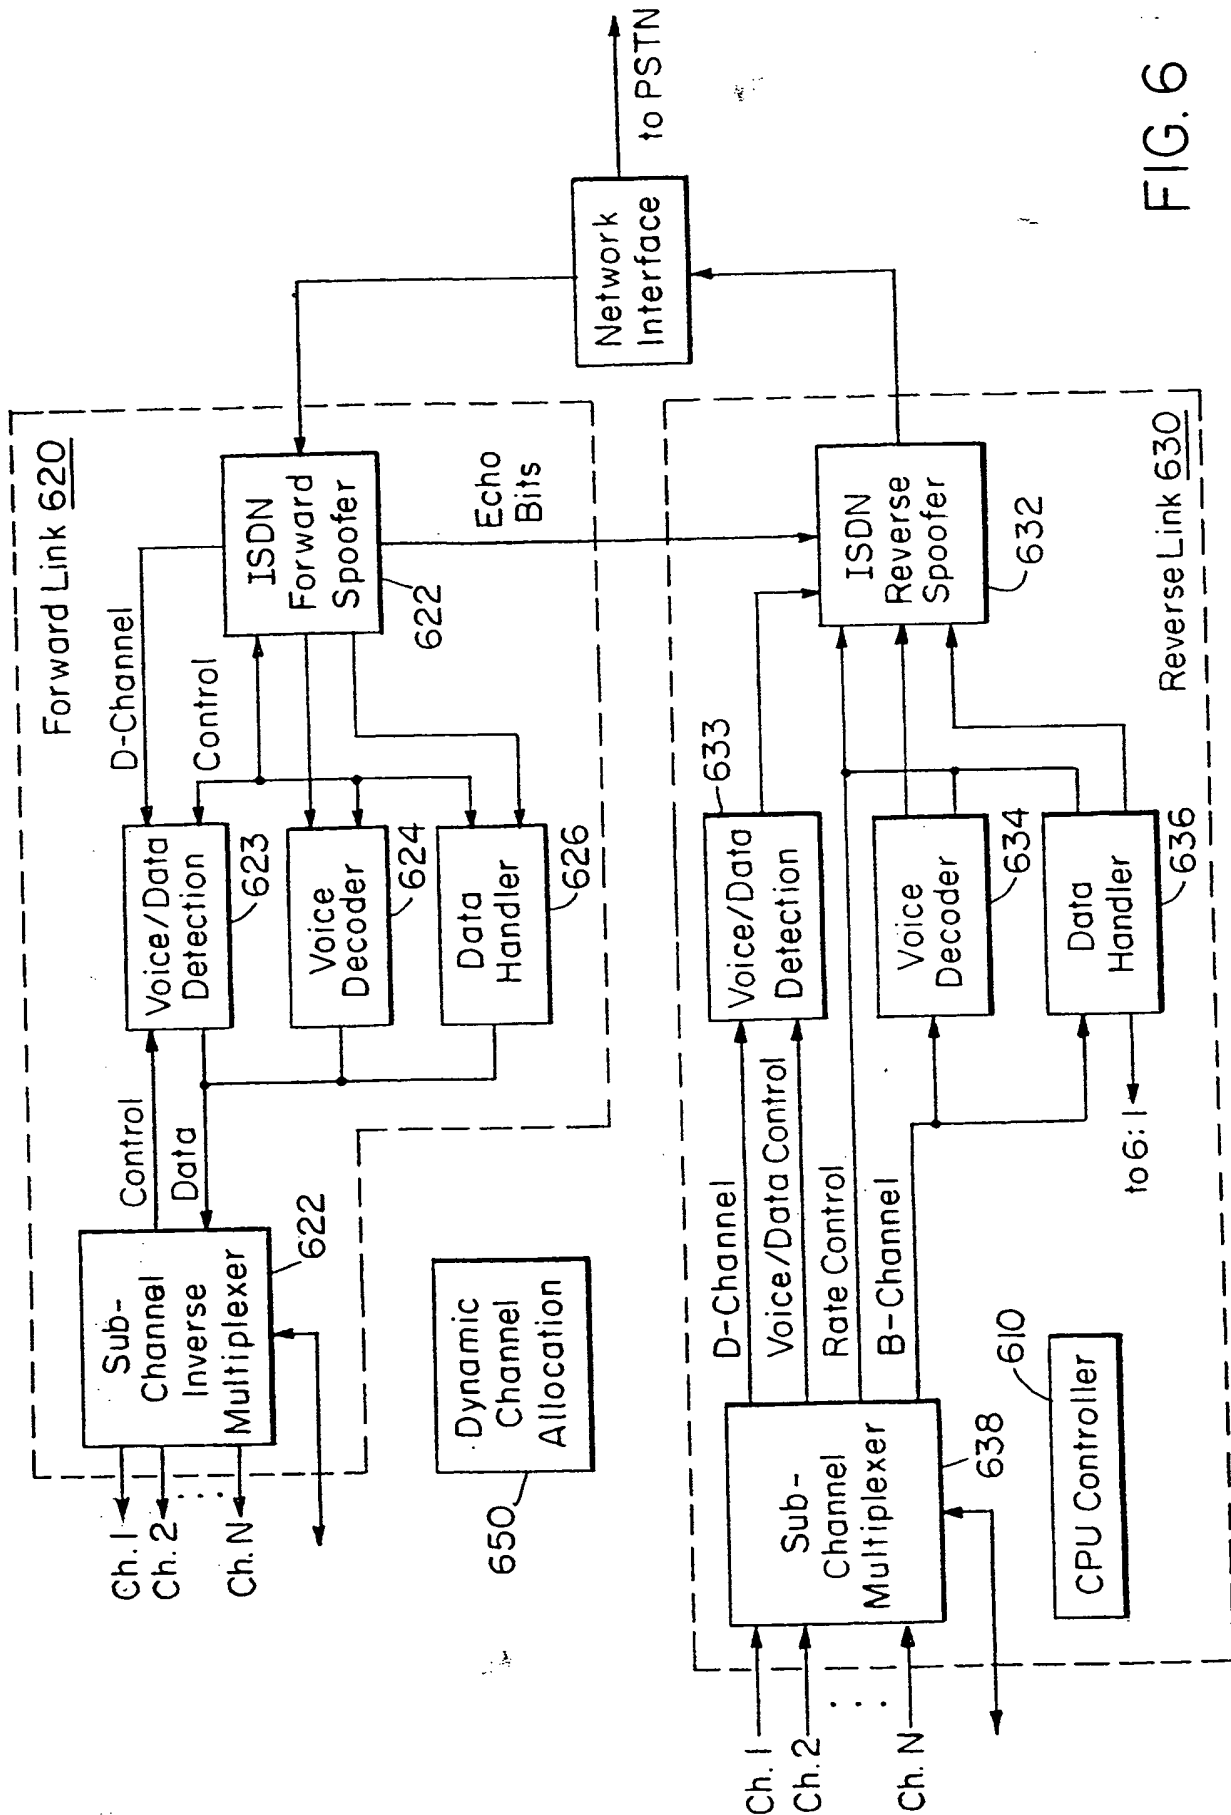 Forward Link 620
Ch. 1
Ch. 2
Ch. N
Sub-
Channel
Inverse
Multiplexer
622
Control
Data
Voice/Data
Detection
623
Voice
Decoder
624
Data
Handler
626
D-Channel
Control
ISDN
Forward
Spoofer
622
Echo
Bits
Network
Interface
to PSTN
Dynamic
Channel
Allocation
650
Ch. 1
Ch. 2
Ch. N
Sub-
Channel
Multiplexer
638
D-Channel
Voice/Data Control
Rate Control
B-Channel
Voice/Data
Detection
633
Voice
Decoder
634
Data
Handler
636
to 6:1
ISDN
Reverse
Spoofer
632
Reverse Link 630
CPU Controller
610
FIG. 6